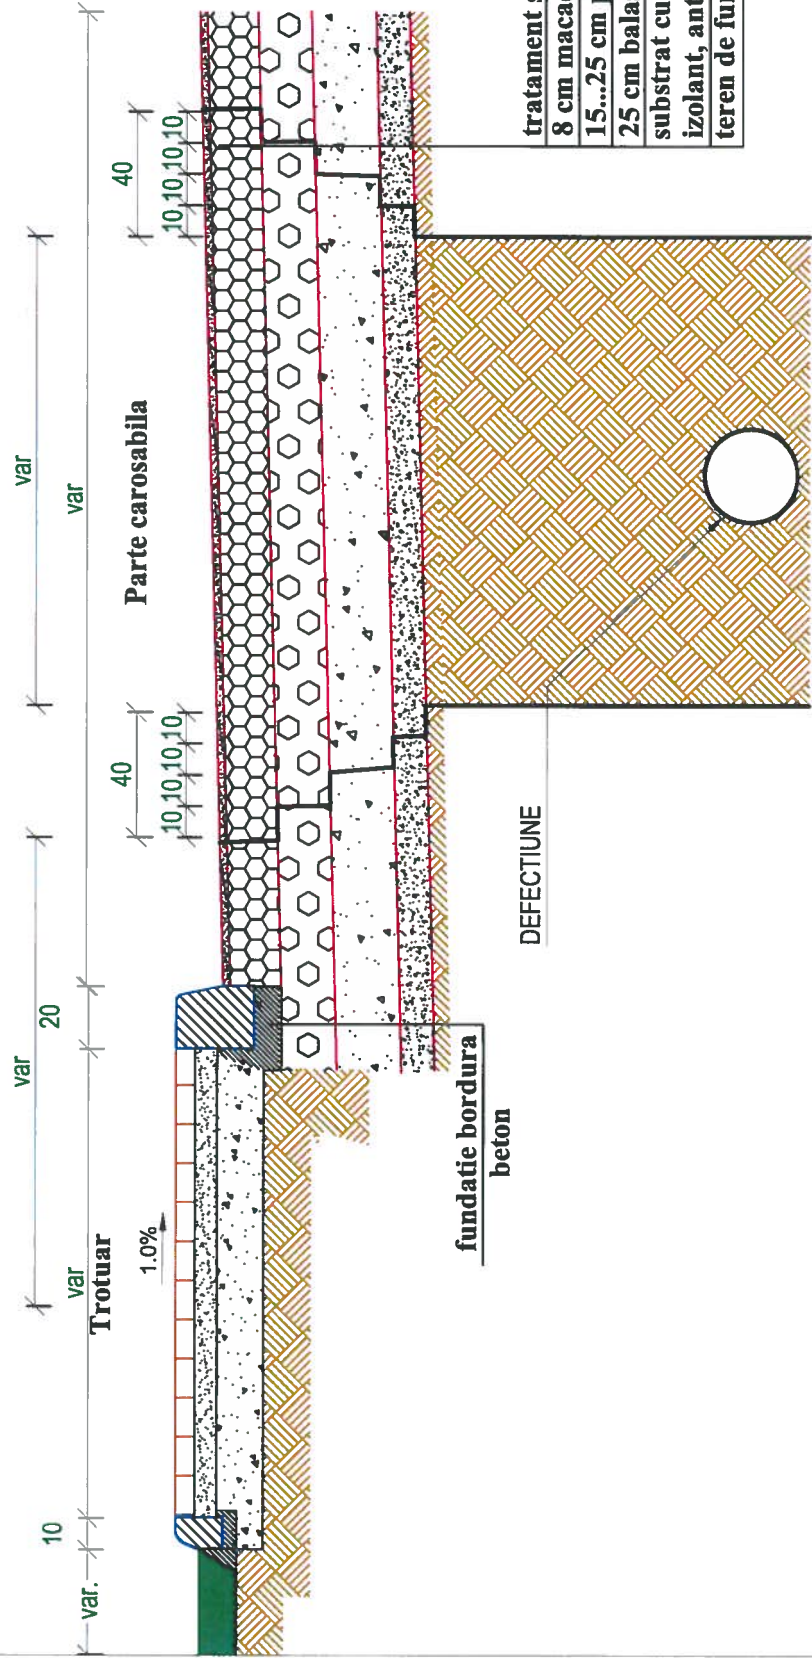 var var
10 20
var. var var
Trotuar Parte carosabila
40 40
1.0%
10 10 10 10 10 10 10 10
fundatie bordura
beton
DEFECTIUNE
tratament
8 cm maca
15...25 cm
25 cm bala
substrat cu
izolant, ant
teren de fu